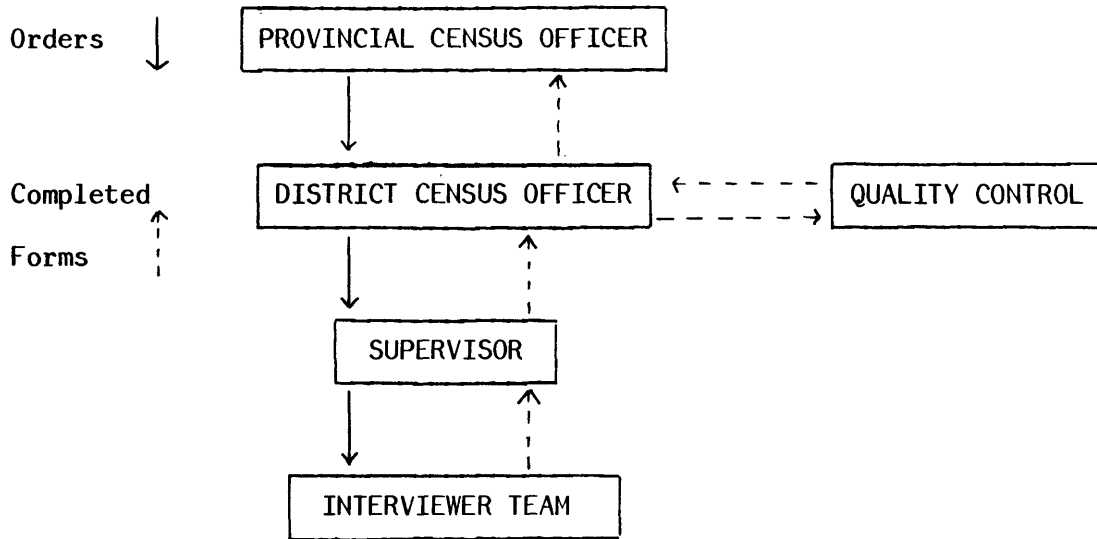 Orders
PROVINCIAL CENSUS OFFICER
Completed
Forms
DISTRICT CENSUS OFFICER
QUALITY CONTROL
SUPERVISOR
INTERVIEWER TEAM